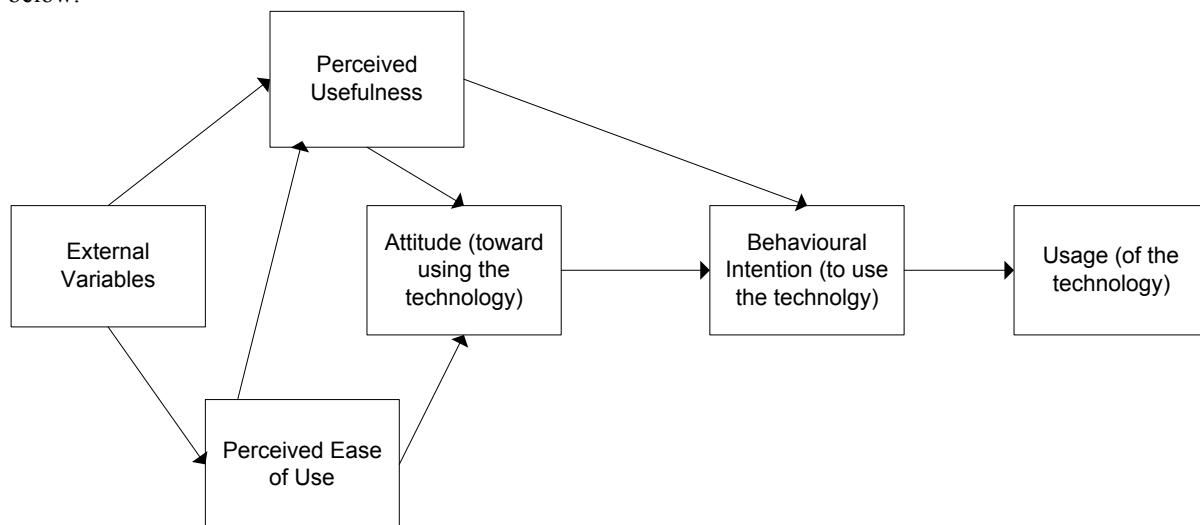 below.
Perceived
Usefulness
External
Variables
Attitude (toward
using the
technology)
Behavioural
Intention (to use
the technolgy)
Usage (of the
technology)
Perceived Ease
of Use